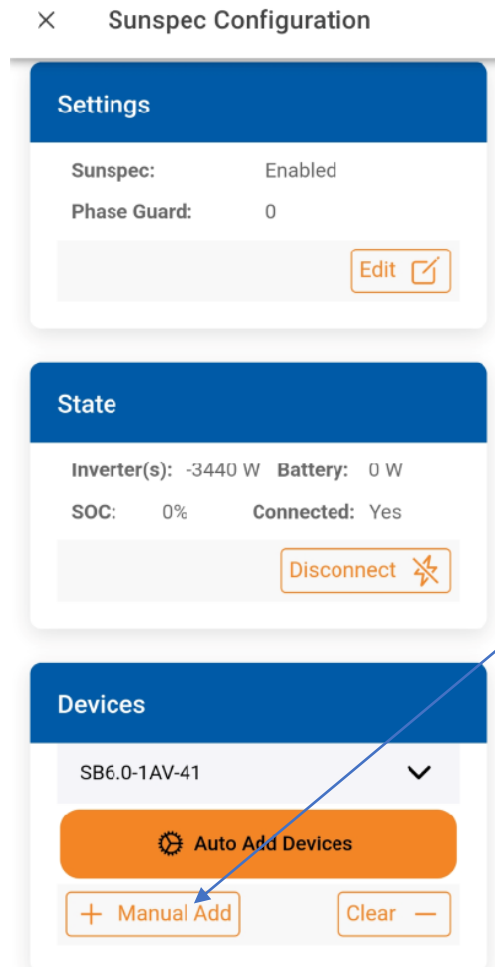 × Sunspec Configuration
Settings
Sunspec: Enabled
Phase Guard: 0
Edit
State
Inverter(s): -3440 W Battery: 0 W
SOC: 0% Connected: Yes
Disconnect
Devices
SB6.0-1AV-41
Auto Add Devices
+ Manual Add Clear −